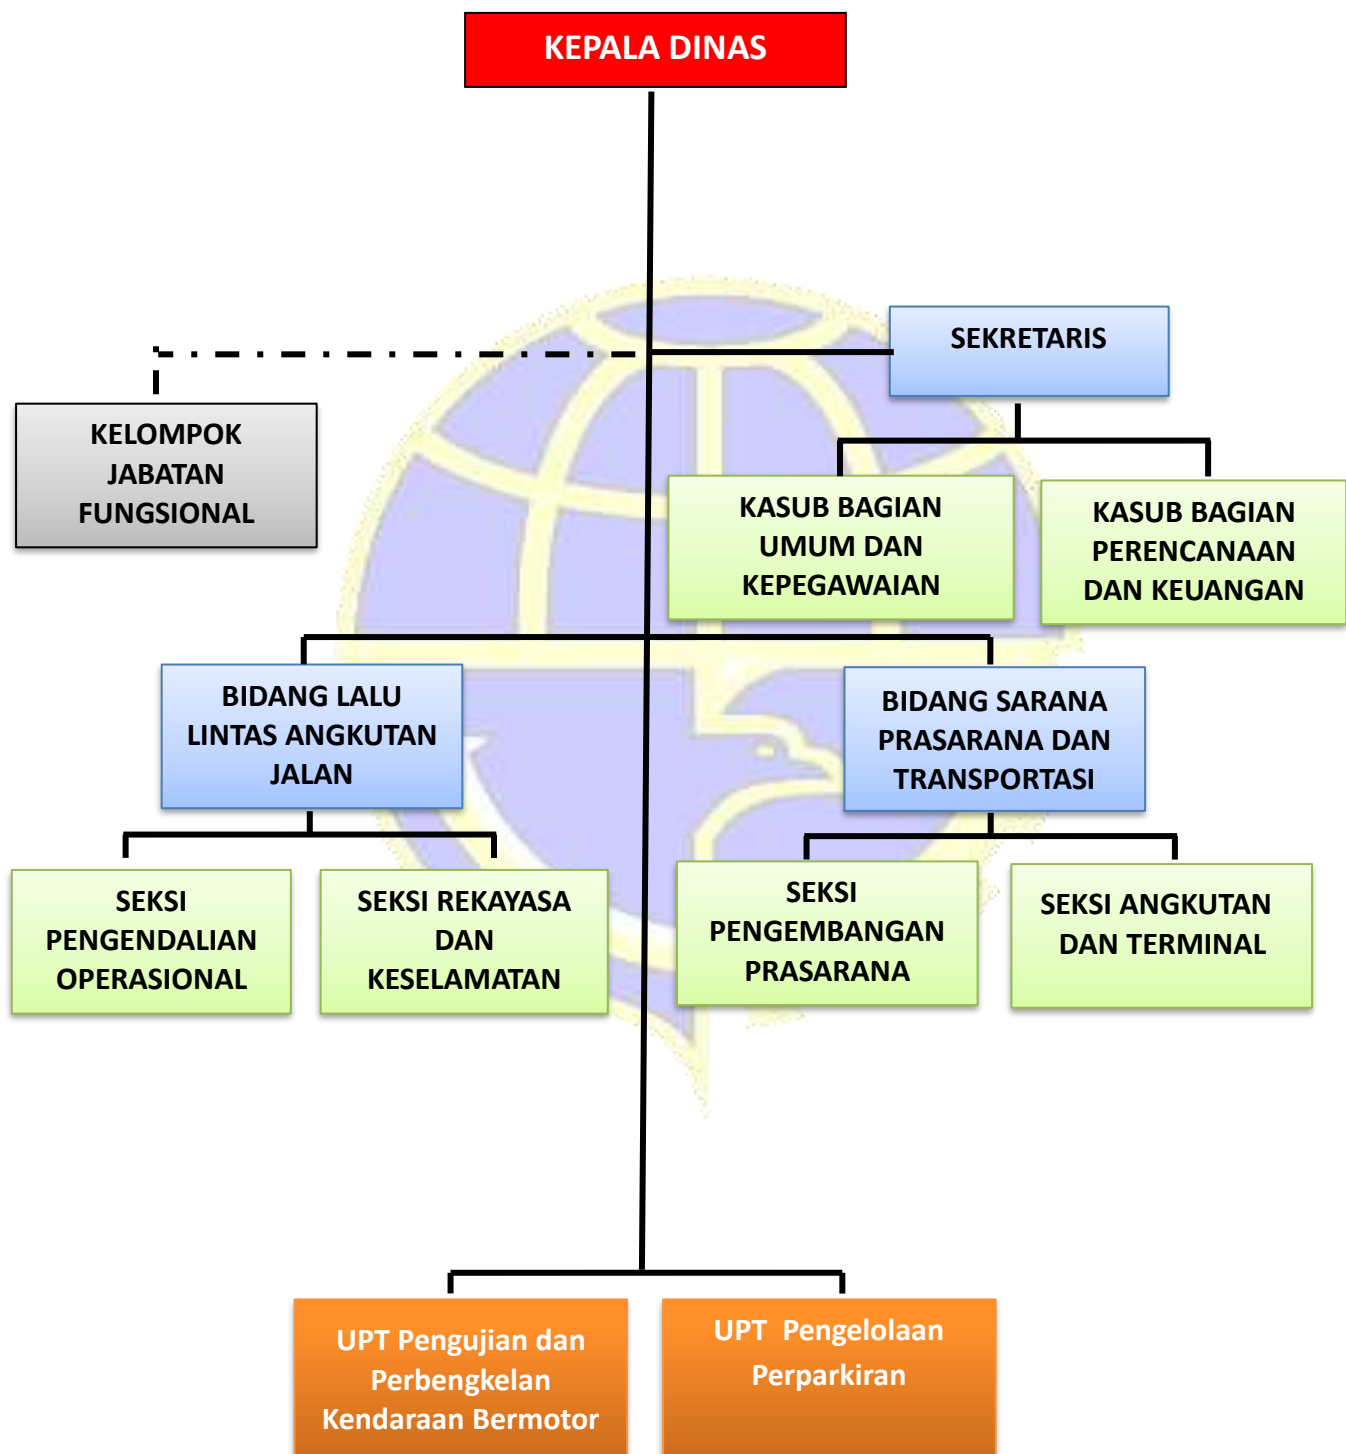 KEPALA DINAS
SEKRETARIS
KELOMPOK
JABATAN
FUNGSIONAL
KASUB BAGIAN
UMUM DAN
KEPEGAWAIAN
KASUB BAGIAN
PERENCANAAN
DAN KEUANGAN
BIDANG LALU
LINTAS ANGKUTAN
JALAN
BIDANG SARANA
PRASARANA DAN
TRANSPORTASI
SEKSI
PENGENDALIAN
OPERASIONAL
SEKSI REKAYASA
DAN
KESELAMATAN
SEKSI
PENGEMBANGAN
PRASARANA
SEKSI ANGKUTAN
DAN TERMINAL
UPT Pengujian dan
Perbengkelan
Kendaraan Bermotor
UPT Pengelolaan
Perparkiran